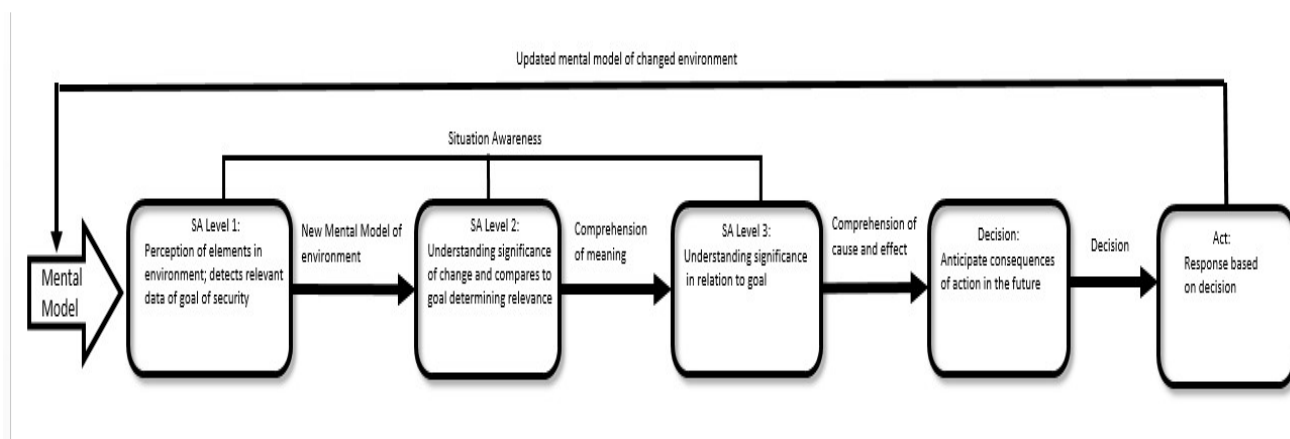 Updated mental model of changed environment
Situation Awareness
Mental
Model
SA Level 1:
Perception of elements in
environment; detects relevant
data of goal of security
New Mental Model of
environment
SA Level 2:
Understanding significance
of change and compares to
goal determining relevance
Comprehension
of meaning
SA Level 3:
Understanding significance
in relation to goal
Comprehension of
cause and effect
Decision:
Anticipate consequences
of action in the future
Decision
Act:
Response based
on decision